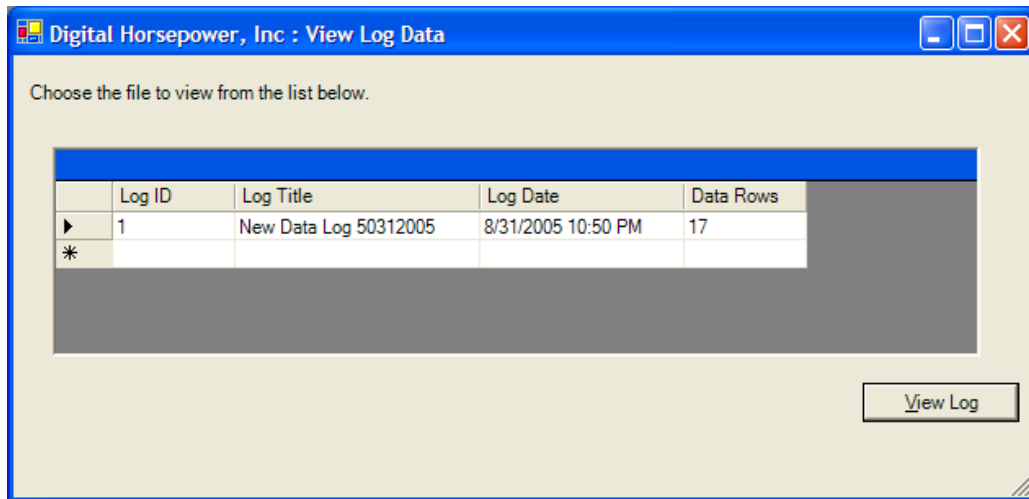 Digital Horsepower, Inc : View Log Data
Choose the file to view from the list below.
Log ID Log Title Log Date Data Rows
1 New Data Log 50312005 8/31/2005 10:50 PM 17
View Log